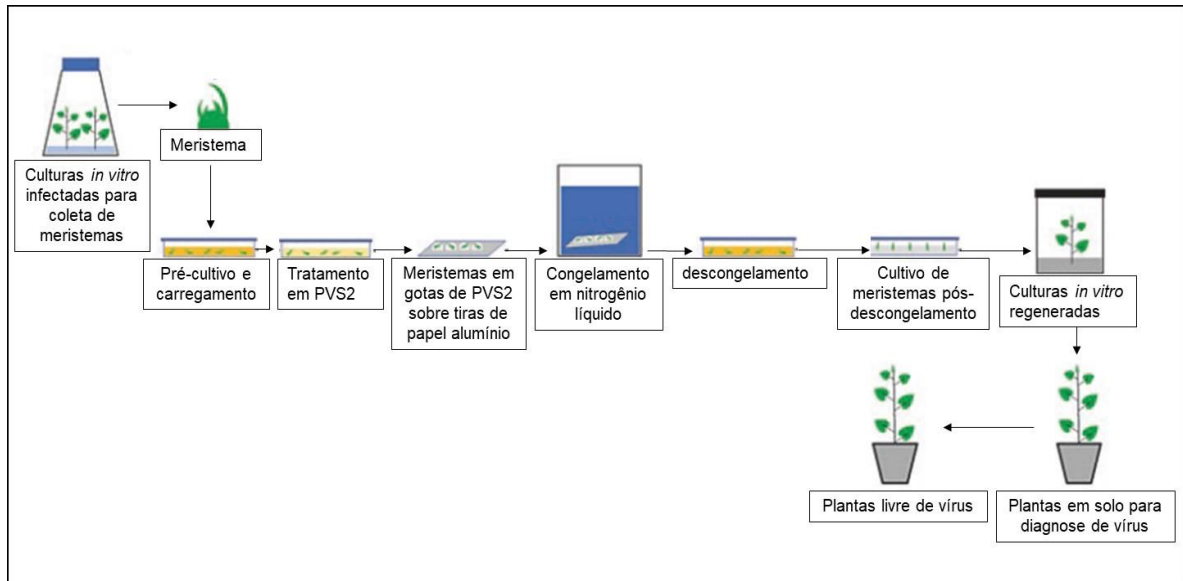 Meristema
Culturas in vitro
infectadas para
coleta de
meristemas
Pré-cultivo e
carregamento
Tratamento
em PVS2
Meristemas em
gotas de PVS2
sobre tiras de
papel alumínio
Congelamento
em nitrogênio
líquido
descongelamento
Cultivo de
meristemas pós-
descongelamento
Culturas in vitro
regeneradas
Plantas livre de vírus
Plantas em solo para
diagnose de vírus